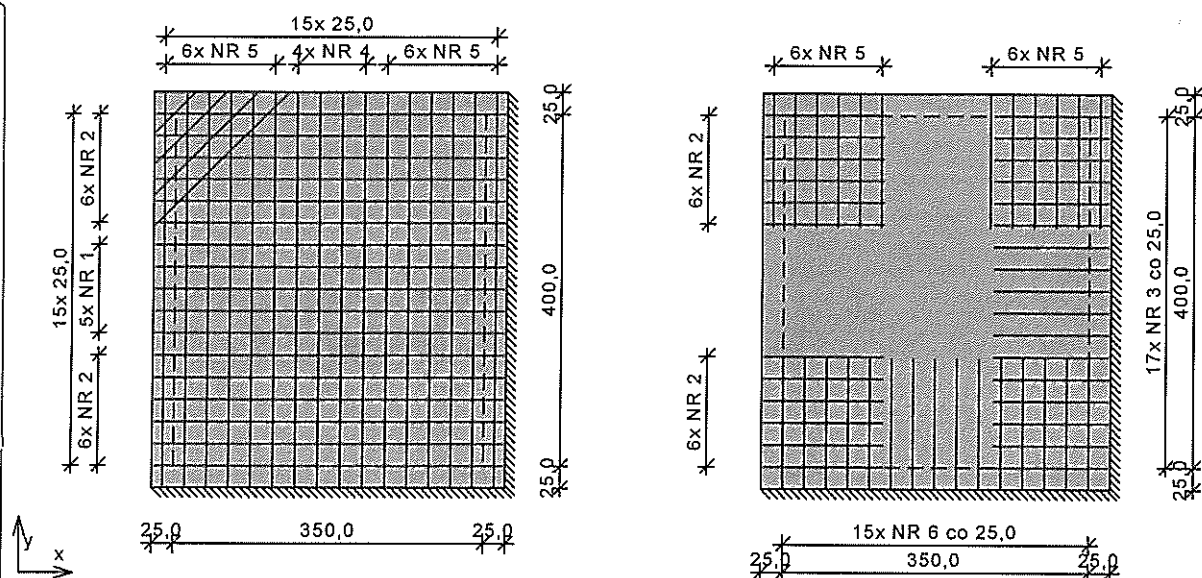 15x 25,0
6x NR 5
4x NR 4
6x NR 5
25,0
6x NR 2
15x 25,0
5x NR 1
6x NR 2
400,0
25,0
25,0
350,0
25,0
y
x
6x NR 5
6x NR 5
25,0
6x NR 2
17x NR 3 co 25,0
400,0
6x NR 2
25,0
15x NR 6 co 25,0
25,0
350,0
25,0